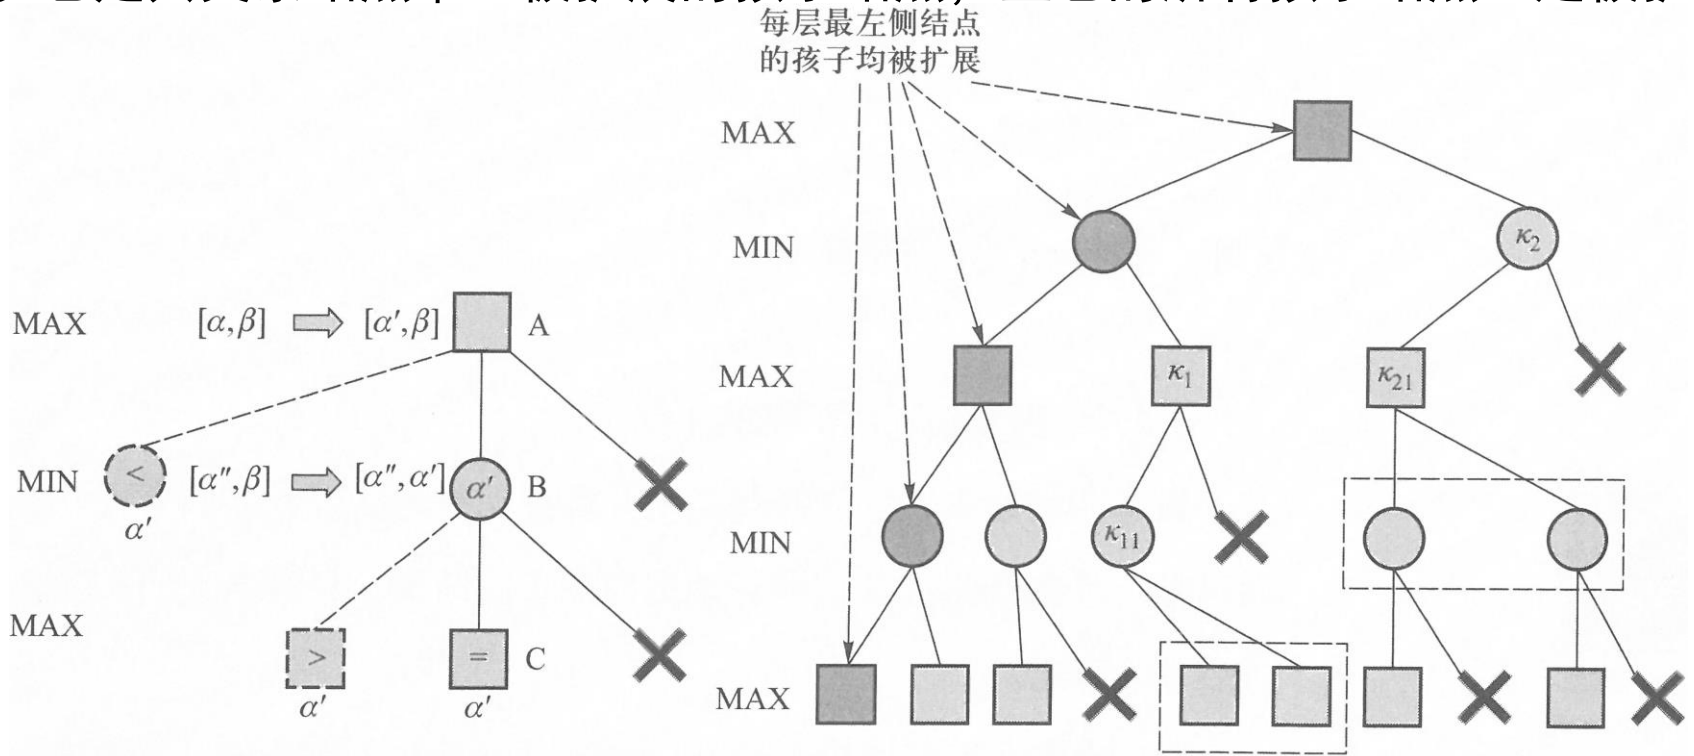 每层最左侧结点
的孩子均被扩展
MAX
MIN
κ₂
MAX
κ₁
κ₂₁
MIN
κ₁₁
MAX
MAX [α,β] [α′,β] A
MIN < [α″,β] [α″,α′] α′ B
α′
MAX > = C
α′ α′